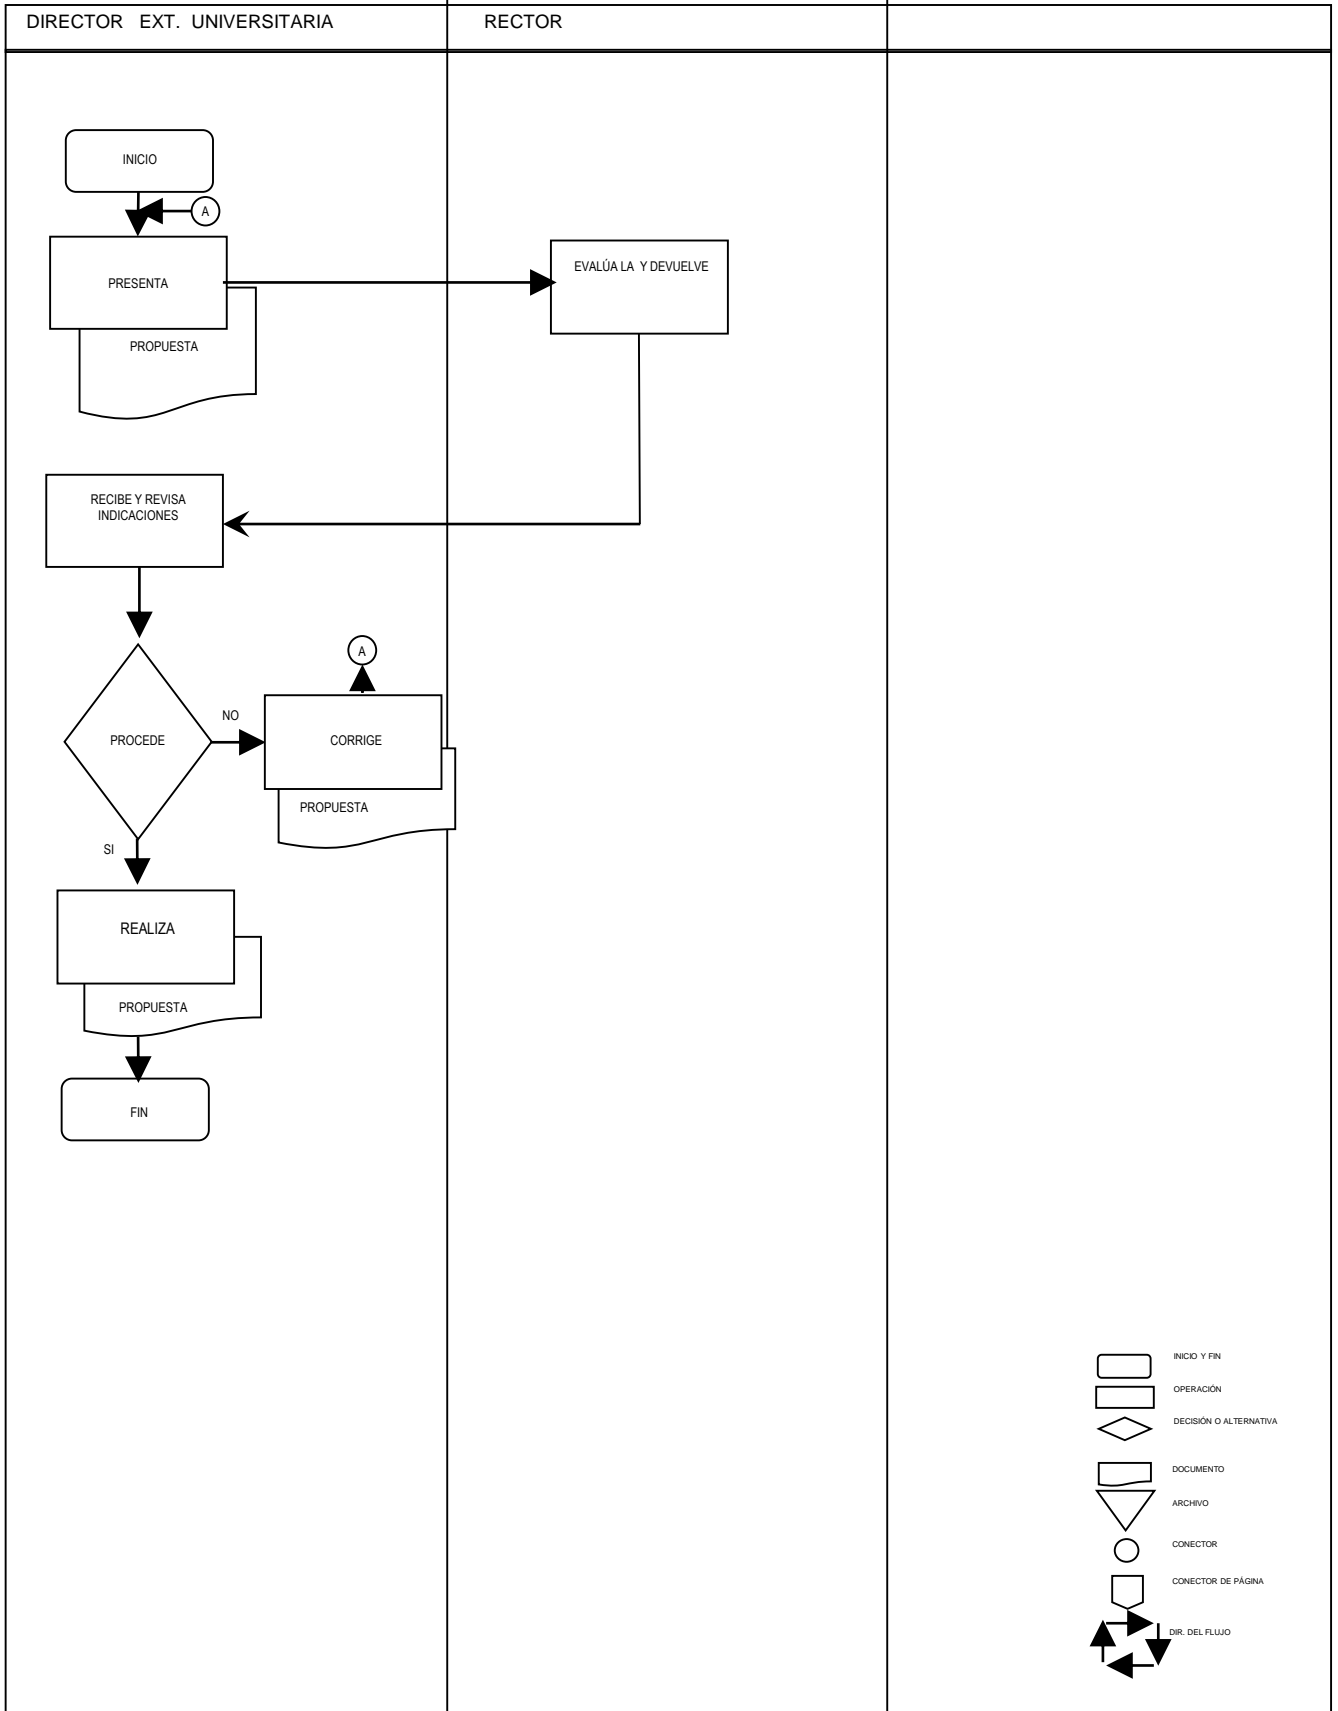 DIRECTOR EXT. UNIVERSITARIA
RECTOR
INICIO
A
PRESENTA
PROPUESTA
EVALÚA LA Y DEVUELVE
RECIBE Y REVISA
INDICACIONES
A
PROCEDE
NO
CORRIGE
PROPUESTA
SI
REALIZA
PROPUESTA
FIN
INICIO Y FIN
OPERACIÓN
DECISIÓN O ALTERNATIVA
DOCUMENTO
ARCHIVO
CONECTOR
CONECTOR DE PÁGINA
DIR. DEL FLUJO